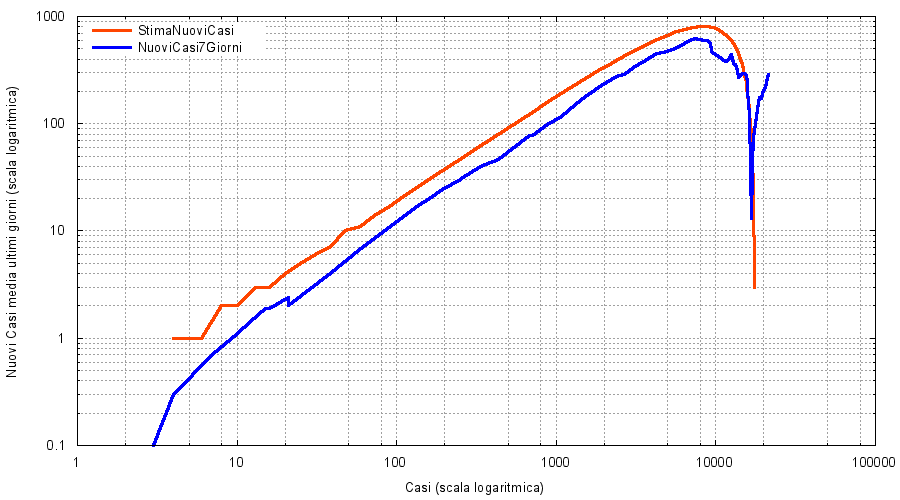 1000
StimaNuoviCasi
NuoviCasi7Giorni
100
10
1
0.1
Nuovi Casi media ultimi giorni (scala logaritmica)
1 10 100 1000 10000 100000
Casi (scala logaritmica)